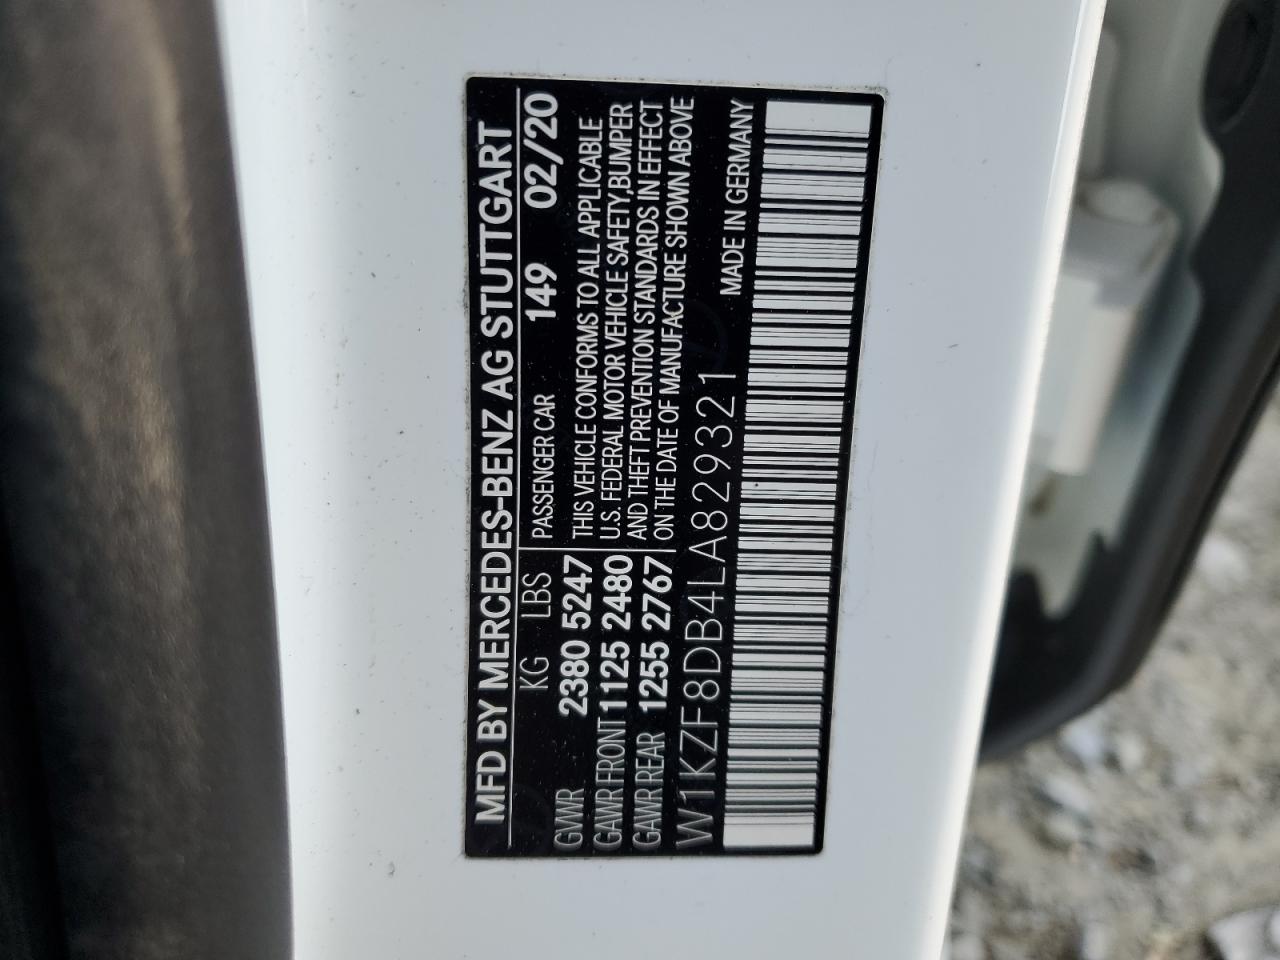 MFD BY MERCEDES-BENZ AG STUTTGART
KG LBS PASSENGER CAR 149 02/20
GWR 2380 5247 THIS VEHICLE CONFORMS TO ALL APPLICABLE
GAWR FRONT 1125 2480 U.S. FEDERAL MOTOR VEHICLE SAFETY,BUMPER
GAWR REAR 1255 2767 AND THEFT PREVENTION STANDARDS IN EFFECT
ON THE DATE OF MANUFACTURE SHOWN ABOVE
W1KZF8DB4LA829321 MADE IN GERMANY